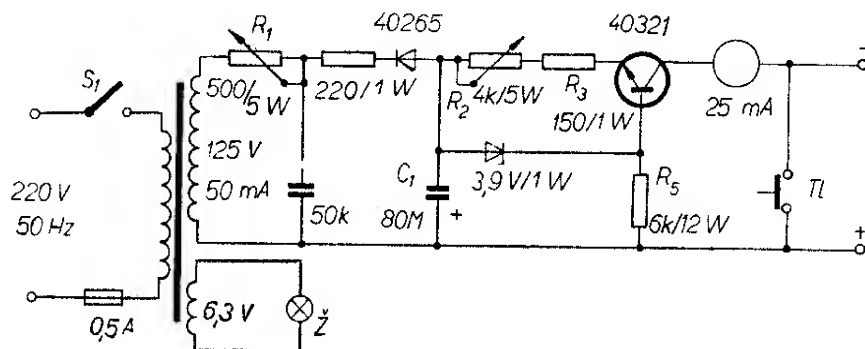 R1
40265
40321
S1
500/
5 W
220/1 W
R2
4k/5W
R3
150/1 W
25 mA
−
220 V
50 Hz
125 V
50 mA
50k
C1
80M
+
3,9 V/1 W
R5
6k/12 W
Tl
+
0,5 A
6,3 V
Ž